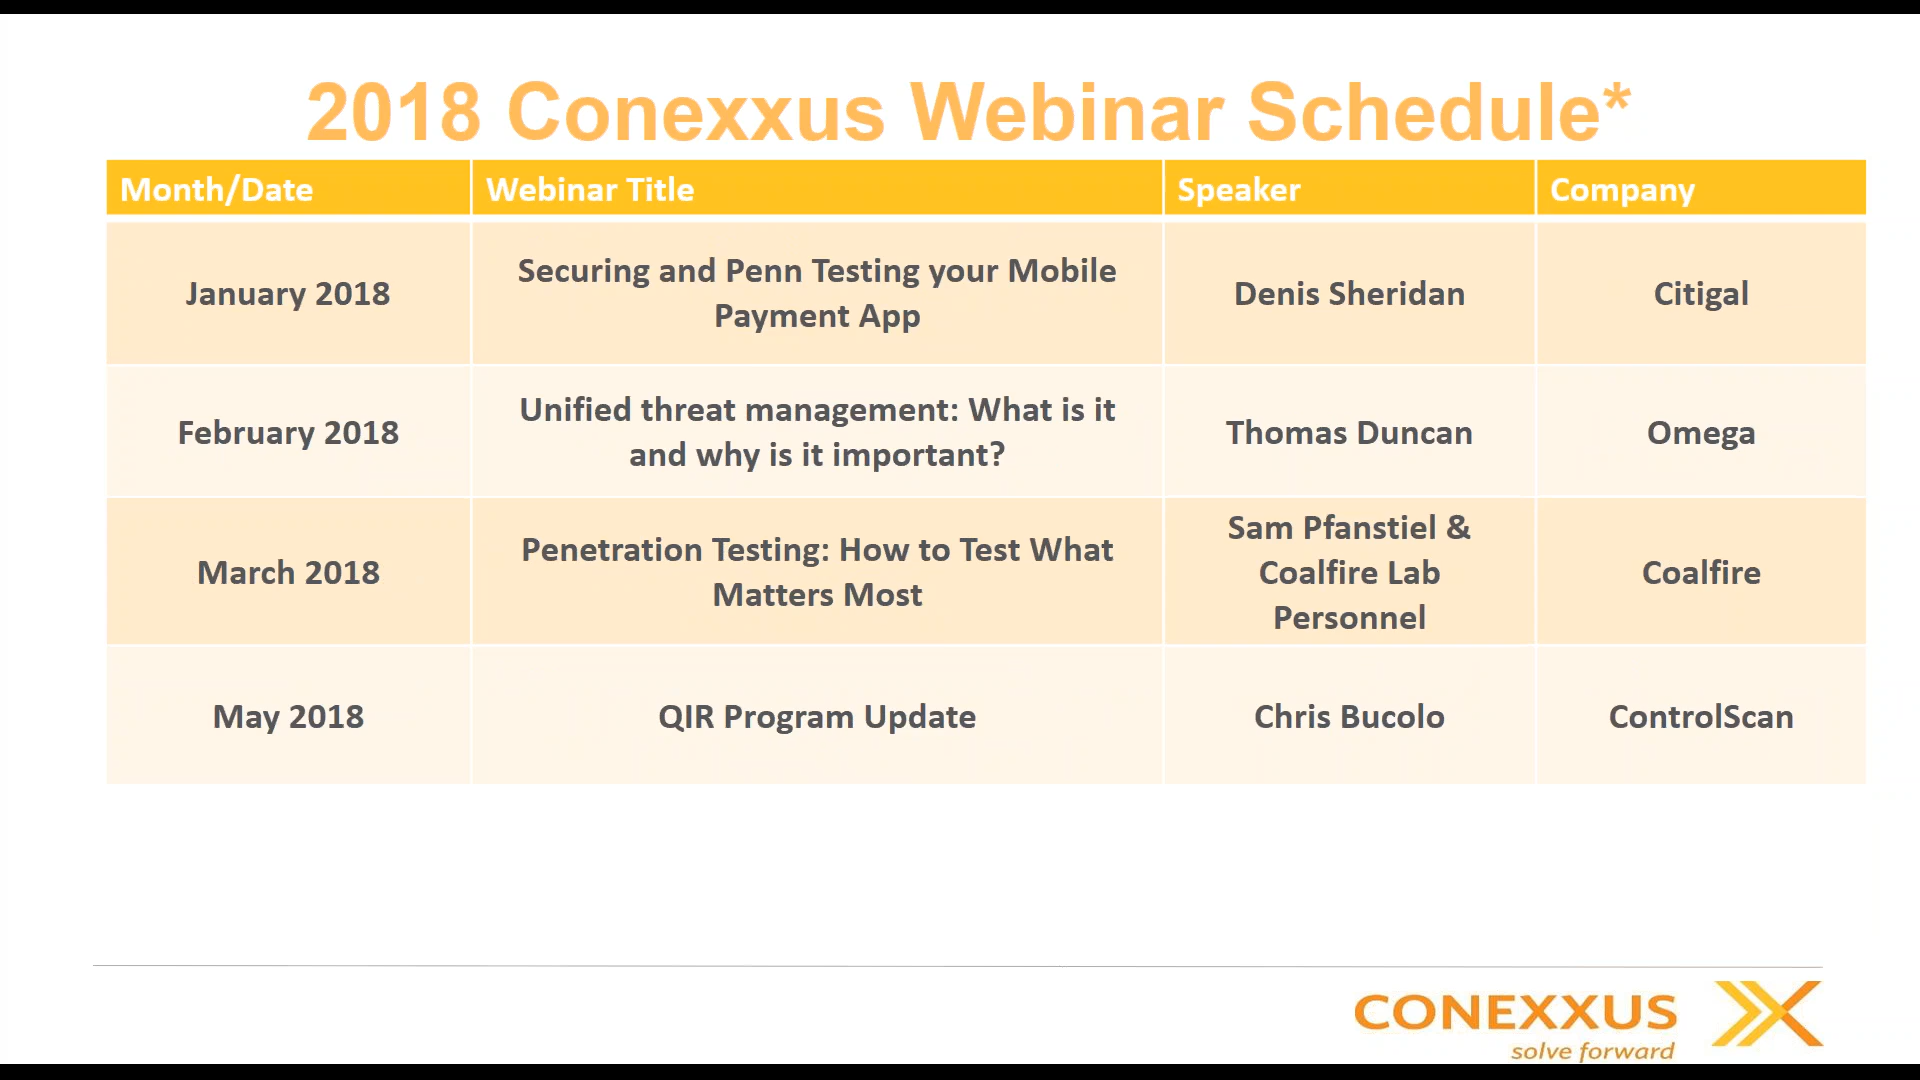 2018 Conexxus Webinar Schedule*
Month/Date Webinar Title Speaker Company
January 2018
Securing and Penn Testing your Mobile
Payment App
Denis Sheridan
Citigal
February 2018
Unified threat management: What is it
and why is it important?
Thomas Duncan
Omega
March 2018
Penetration Testing: How to Test What
Matters Most
Sam Pfanstiel &
Coalfire Lab
Personnel
Coalfire
May 2018
QIR Program Update
Chris Bucolo
ControlScan
CONEXXUS
solve forward